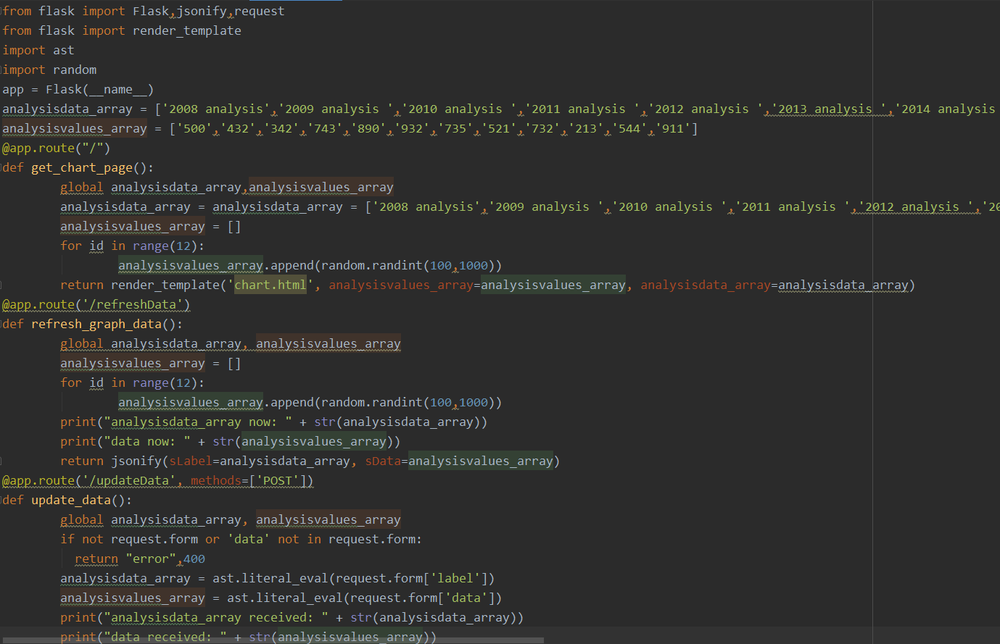 from flask import Flask,jsonify,request
from flask import render_template
import ast
import random
app = Flask(__name__)
analysisdata_array = ['2008 analysis','2009 analysis ','2010 analysis ','2011 analysis ','2012 analysis ','2013 analysis ','2014 analysis
analysisvalues_array = ['500','432','342','743','890','932','735','521','732','213','544','911']
@app.route("/")
def get_chart_page():
        global analysisdata_array,analysisvalues_array
        analysisdata_array = analysisdata_array = ['2008 analysis','2009 analysis ','2010 analysis ','2011 analysis ','2012 analysis ','20
        analysisvalues_array = []
        for id in range(12):
                analysisvalues_array.append(random.randint(100,1000))
        return render_template('chart.html', analysisvalues_array=analysisvalues_array, analysisdata_array=analysisdata_array)
@app.route('/refreshData')
def refresh_graph_data():
        global analysisdata_array, analysisvalues_array
        analysisvalues_array = []
        for id in range(12):
                analysisvalues_array.append(random.randint(100,1000))
        print("analysisdata_array now: " + str(analysisdata_array))
        print("data now: " + str(analysisvalues_array))
        return jsonify(sLabel=analysisdata_array, sData=analysisvalues_array)
@app.route('/updateData', methods=['POST'])
def update_data():
        global analysisdata_array, analysisvalues_array
        if not request.form or 'data' not in request.form:
          return "error",400
        analysisdata_array = ast.literal_eval(request.form['label'])
        analysisvalues_array = ast.literal_eval(request.form['data'])
        print("analysisdata_array received: " + str(analysisdata_array))
        print("data received: " + str(analysisvalues_array))